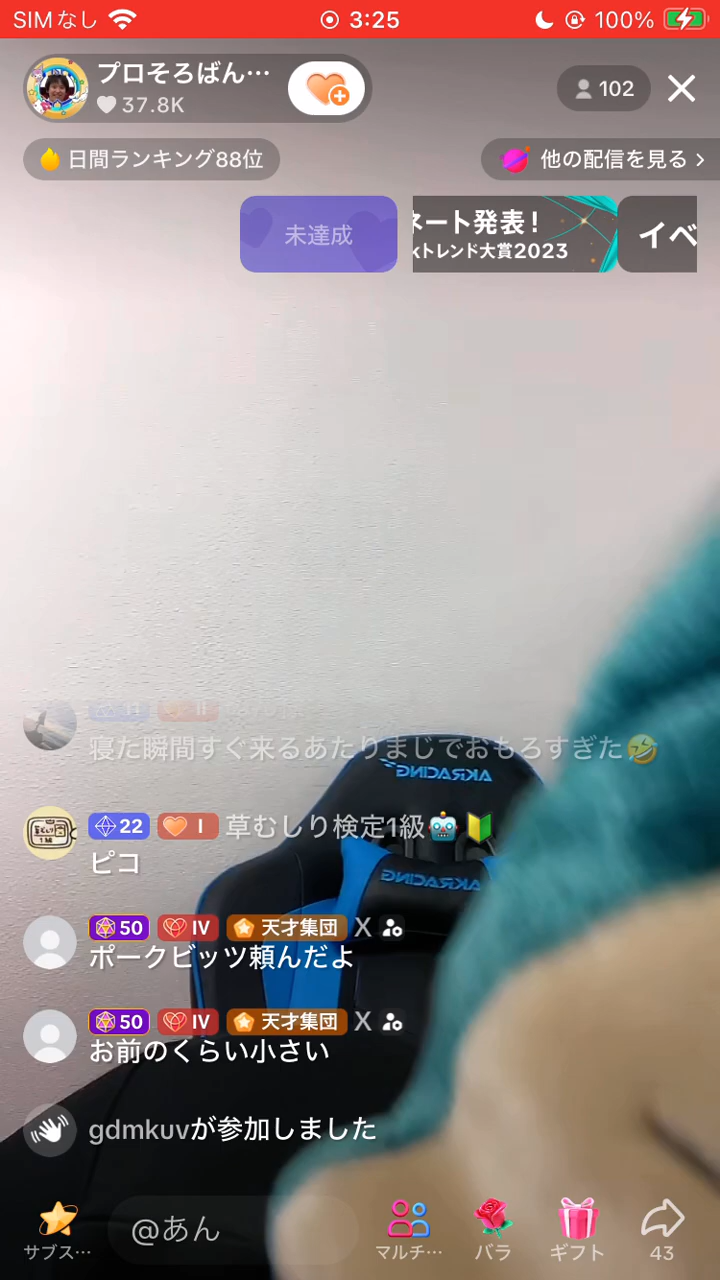 SIMなし 3:25 100%
プロそろばん…
37.8K
102
日間ランキング88位
他の配信を見る
未達成
ネート発表！
kトレンド大賞2023
イベ
寝た瞬間すぐ来るあたりまじでおもろすぎた🤣
AKRACING
AKRACING
22 I 草むしり検定1級🤖🔰
ピコ
50 IV 天才集団 X
ポークビッツ頼んだよ
50 IV 天才集団 X
お前のくらい小さい
gdmkuvが参加しました
@あん
サブス… マルチ… バラ ギフト 43